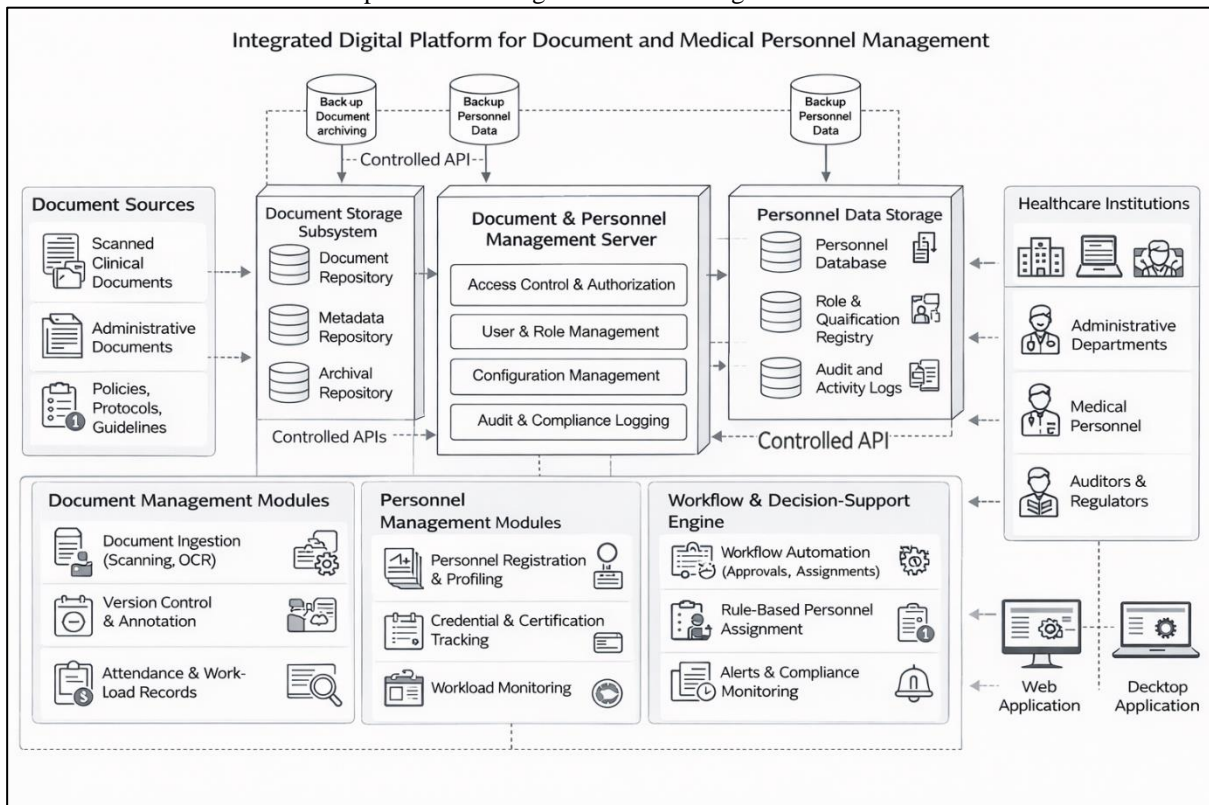 Integrated Digital Platform for Document and Medical Personnel Management
Back up
Document
archiving
Backup
Personnel
Data
Backup
Personnel
Data
Controlled API
Document Sources
Scanned
Clinical
Documents
Administrative
Documents
Policies,
Protocols,
Guidelines
1
Document Storage
Subsystem
Document
Repository
Metadata
Repository
Archival
Repository
Controlled APIs
Document & Personnel
Management Server
Access Control & Authorization
User & Role Management
Configuration Management
Audit & Compliance Logging
Personnel Data Storage
Personnel
Database
Role &
Quaification
Registry
Audit and
Activity Logs
Controlled API
Healthcare Institutions
Administrative
Departments
Medical
Personnel
Auditors &
Regulators
Document Management Modules
Document Ingestion
(Scanning, OCR)
Version Control
& Annotation
Attendance & Work-
Load Records
$
Personnel
Management Modules
Personnel Registration
& Profiling
Credential & Certification
Tracking
Workload Monitoring
Workflow & Decision-Support
Engine
Workflow Automation
(Approvals, Assignments)
Rule-Based Personnel
Assignment
1
Alerts & Compliance
Monitoring
Web
Application
Decktop
Application